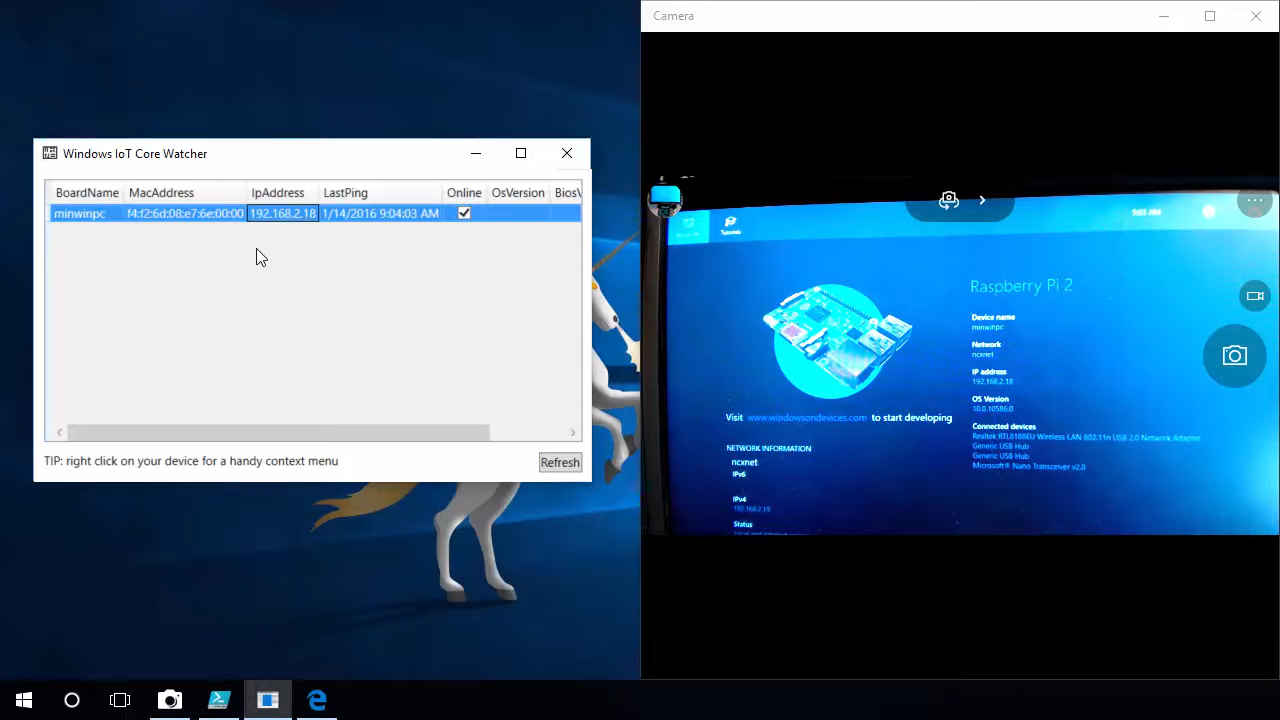 Windows IoT Core Watcher
BoardName MacAddress IpAddress LastPing Online OsVersion BiosV
minwinpc f4:f2:6d:08:e7:6e:00:00 192.168.2.18 1/14/2016 9:04:03 AM
TIP: right click on your device for a handy context menu
Refresh
Camera
Tutorials
9:03 AM
Raspberry Pi 2
Device name
minwinpc
Network
ncxnet
IP address
192.168.2.18
OS Version
10.0.10586.0
Connected devices
Realtek RTL8188EU Wireless LAN 802.11n USB 2.0 Network Adapter
Generic USB Hub
Generic USB Hub
Microsoft® Nano Transceiver v2.0
Visit www.windowsondevices.com to start developing
NETWORK INFORMATION
ncxnet
IPv6
IPv4
192.168.2.18
Status